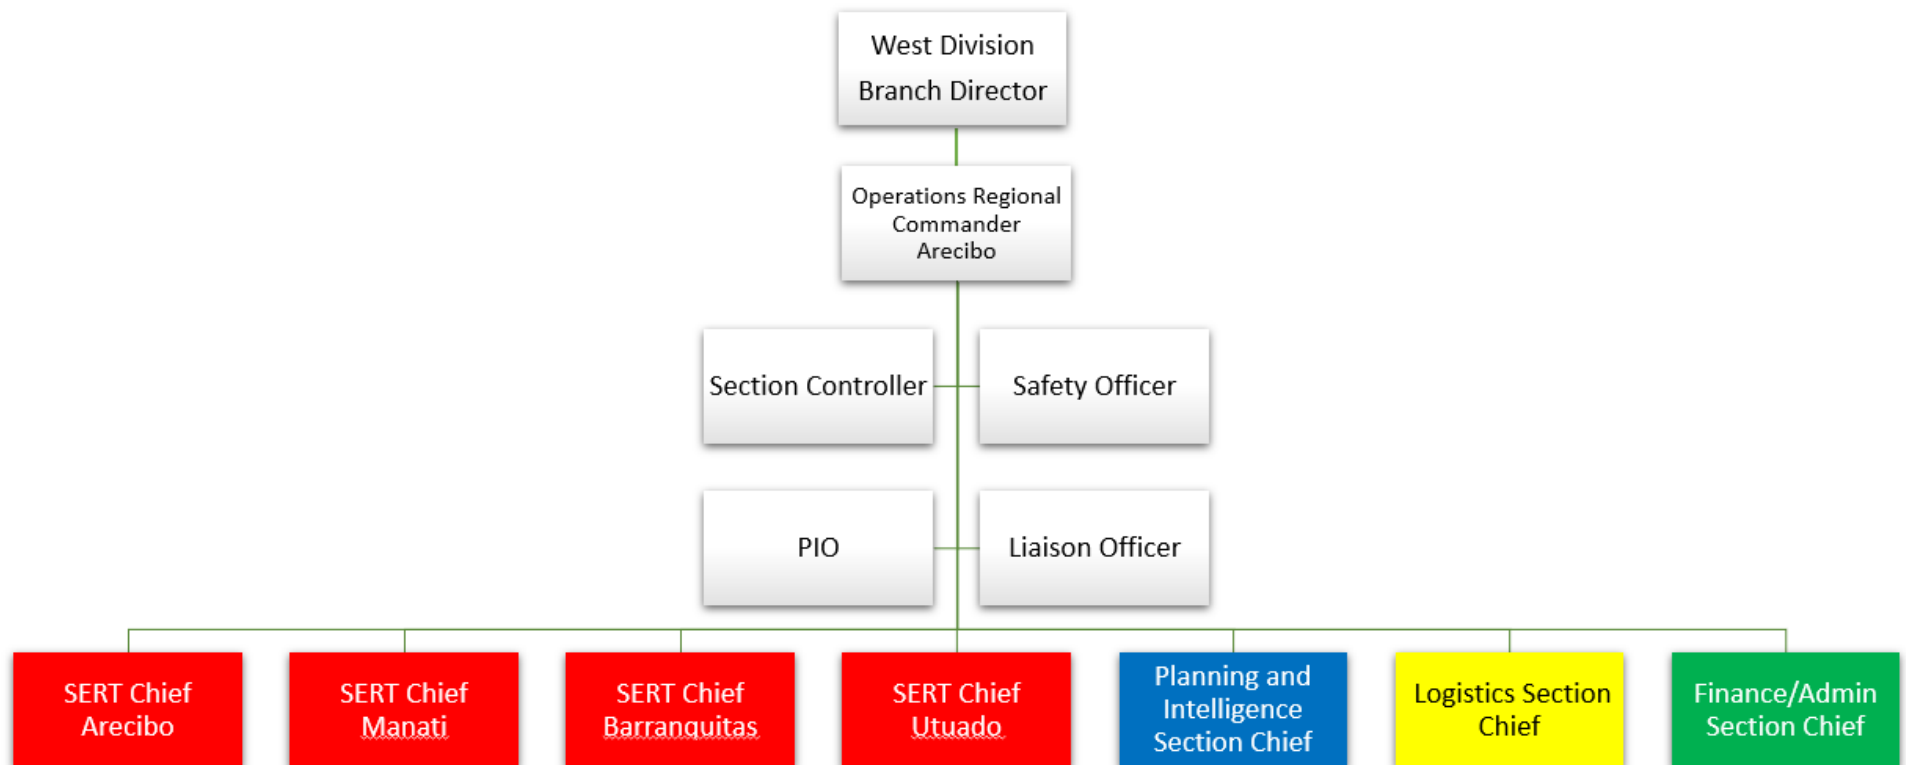 West Division
Branch Director
Operations Regional
Commander
Arecibo
Section Controller
Safety Officer
PIO
Liaison Officer
SERT Chief
Arecibo
SERT Chief
Manati
SERT Chief
Barranquitas
SERT Chief
Utuado
Planning and
Intelligence
Section Chief
Logistics Section
Chief
Finance/Admin
Section Chief